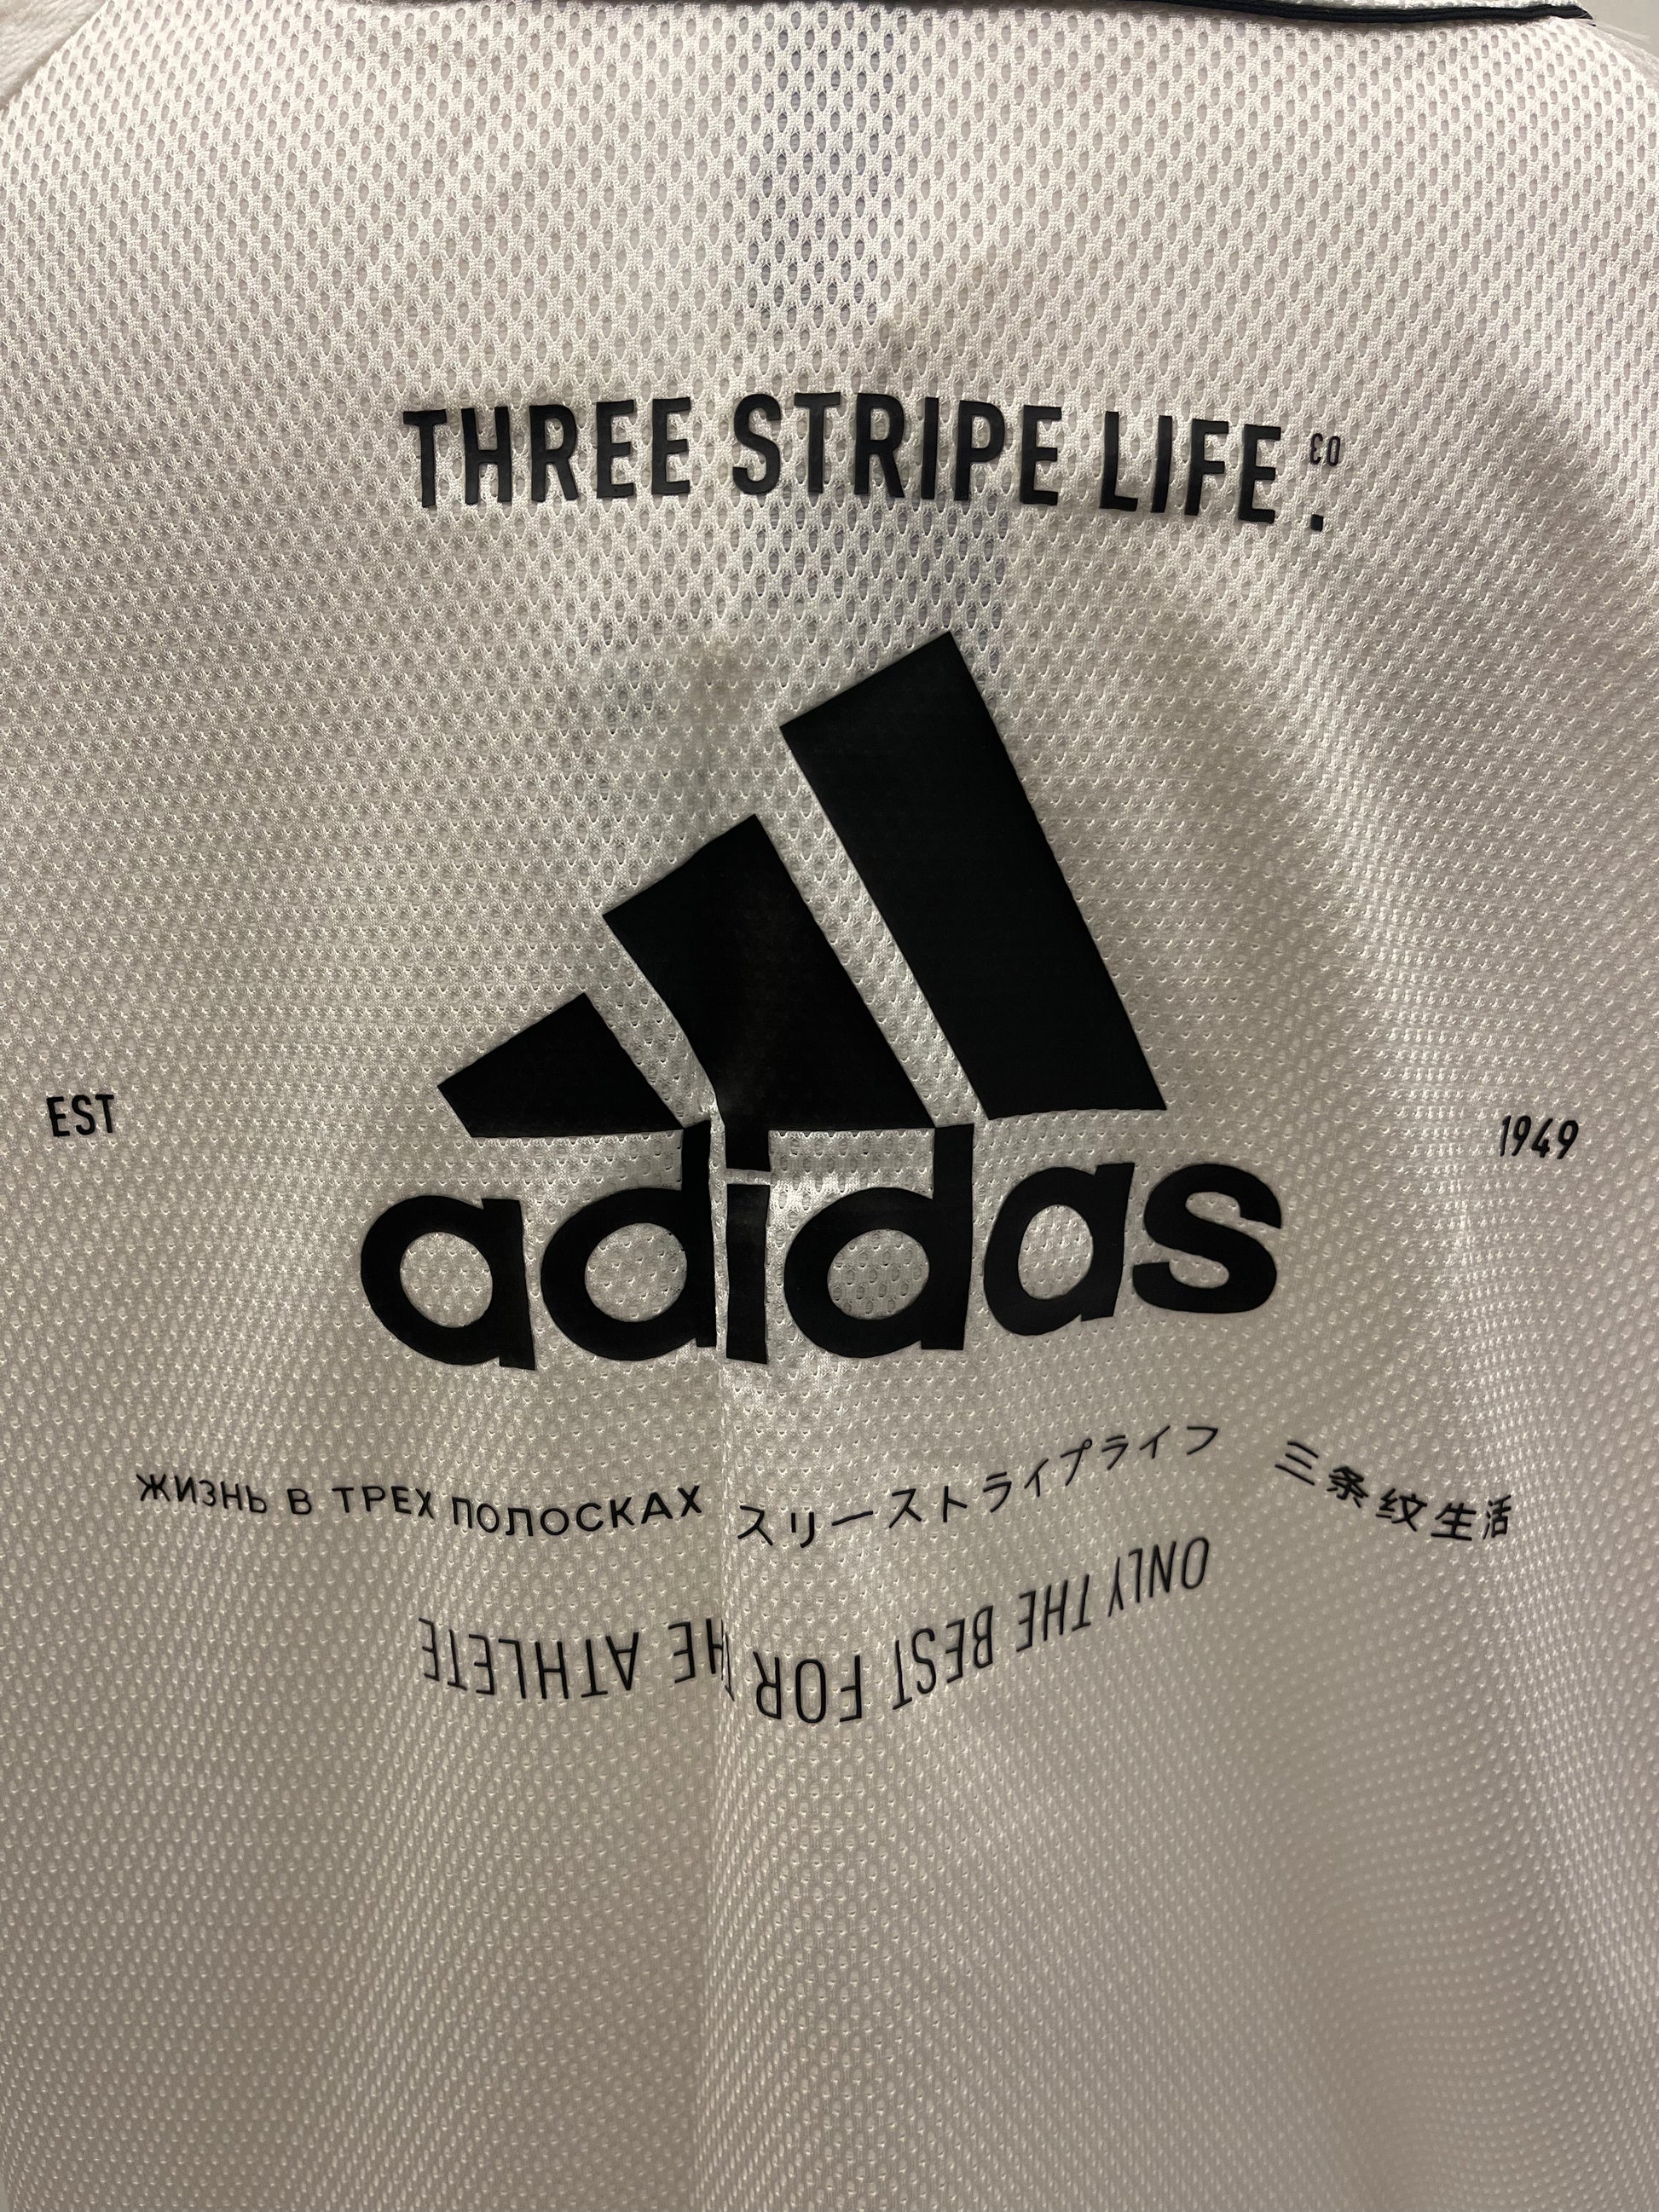 THREE STRIPE LIFE.03
adidas
EST 1949
ЖИЗНЬ В ТРЕХ ПОЛОСКАХ スリーストライプライフ 三条纹生活
ONLY THE BEST FOR THE ATHLETE